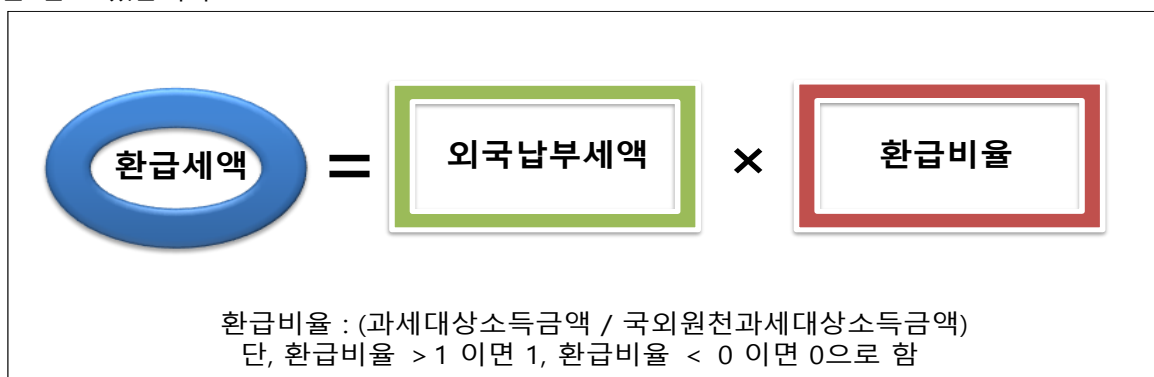 환급세액 = 외국납부세액 × 환급비율
환급비율 : (과세대상소득금액 / 국외원천과세대상소득금액)
단, 환급비율 > 1 이면 1, 환급비율 < 0 이면 0으로 함